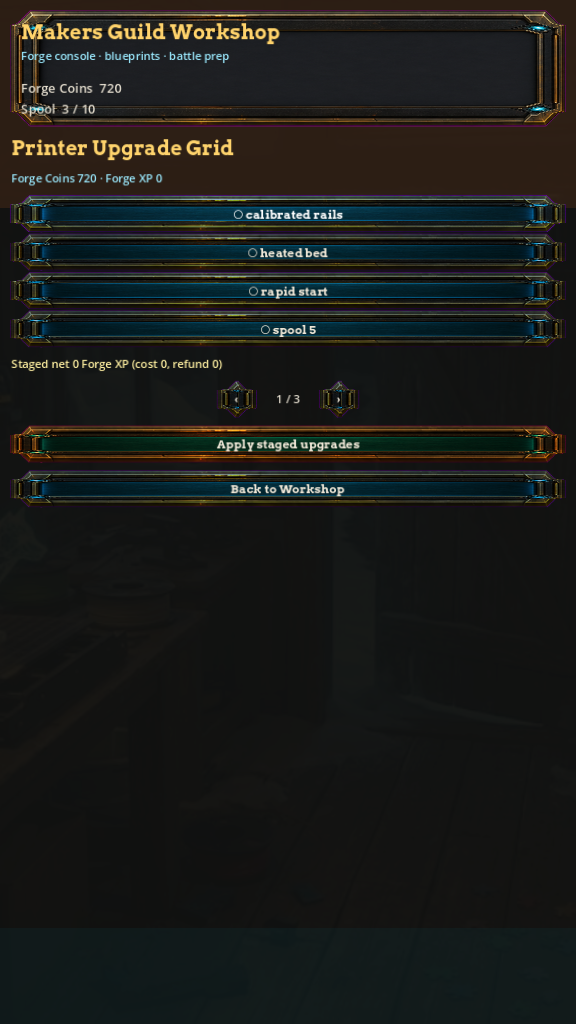 Makers Guild Workshop
Forge console · blueprints · battle prep
Forge Coins 720
Spool 3 / 10
Printer Upgrade Grid
Forge Coins 720 · Forge XP 0
○ calibrated rails
○ heated bed
○ rapid start
○ spool 5
Staged net 0 Forge XP (cost 0, refund 0)
‹ 1 / 3 ›
Apply staged upgrades
Back to Workshop